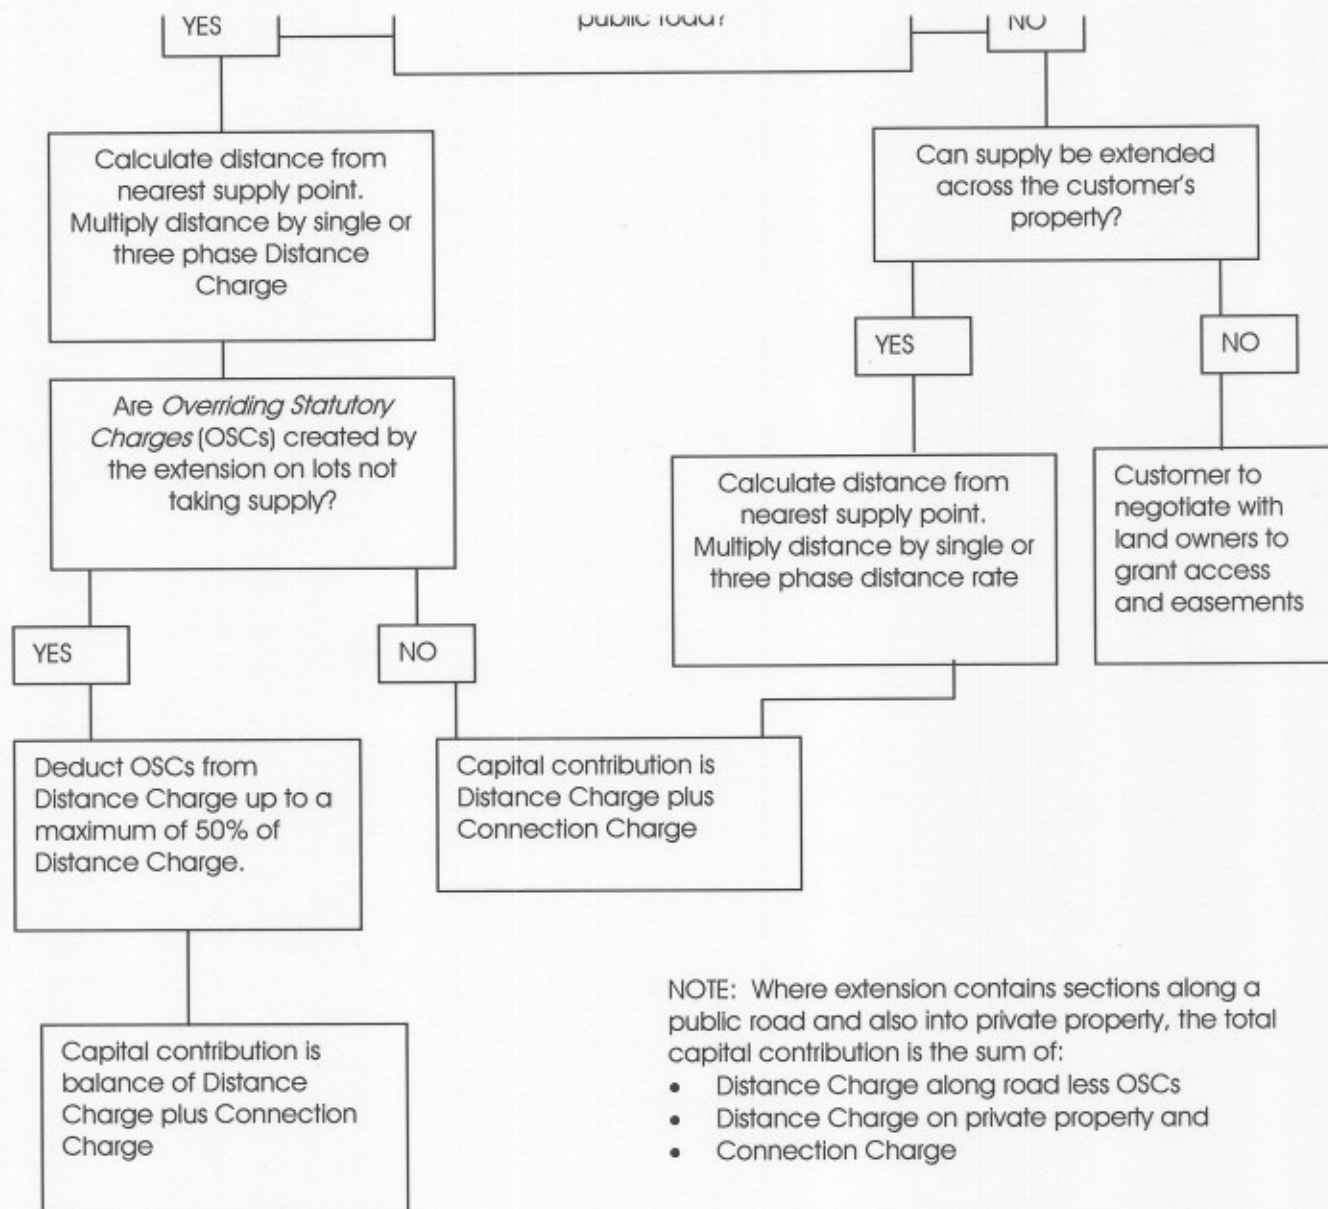 YES
public road?
NO
Calculate distance from
nearest supply point.
Multiply distance by single or
three phase Distance
Charge
Can supply be extended
across the customer's
property?
YES
NO
Are Overriding Statutory
Charges (OSCs) created by
the extension on lots not
taking supply?
Calculate distance from
nearest supply point.
Multiply distance by single or
three phase distance rate
Customer to
negotiate with
land owners to
grant access
and easements
YES
NO
Deduct OSCs from
Distance Charge up to a
maximum of 50% of
Distance Charge.
Capital contribution is
Distance Charge plus
Connection Charge
NOTE: Where extension contains sections along a
public road and also into private property, the total
capital contribution is the sum of:
• Distance Charge along road less OSCs
• Distance Charge on private property and
• Connection Charge
Capital contribution is
balance of Distance
Charge plus Connection
Charge